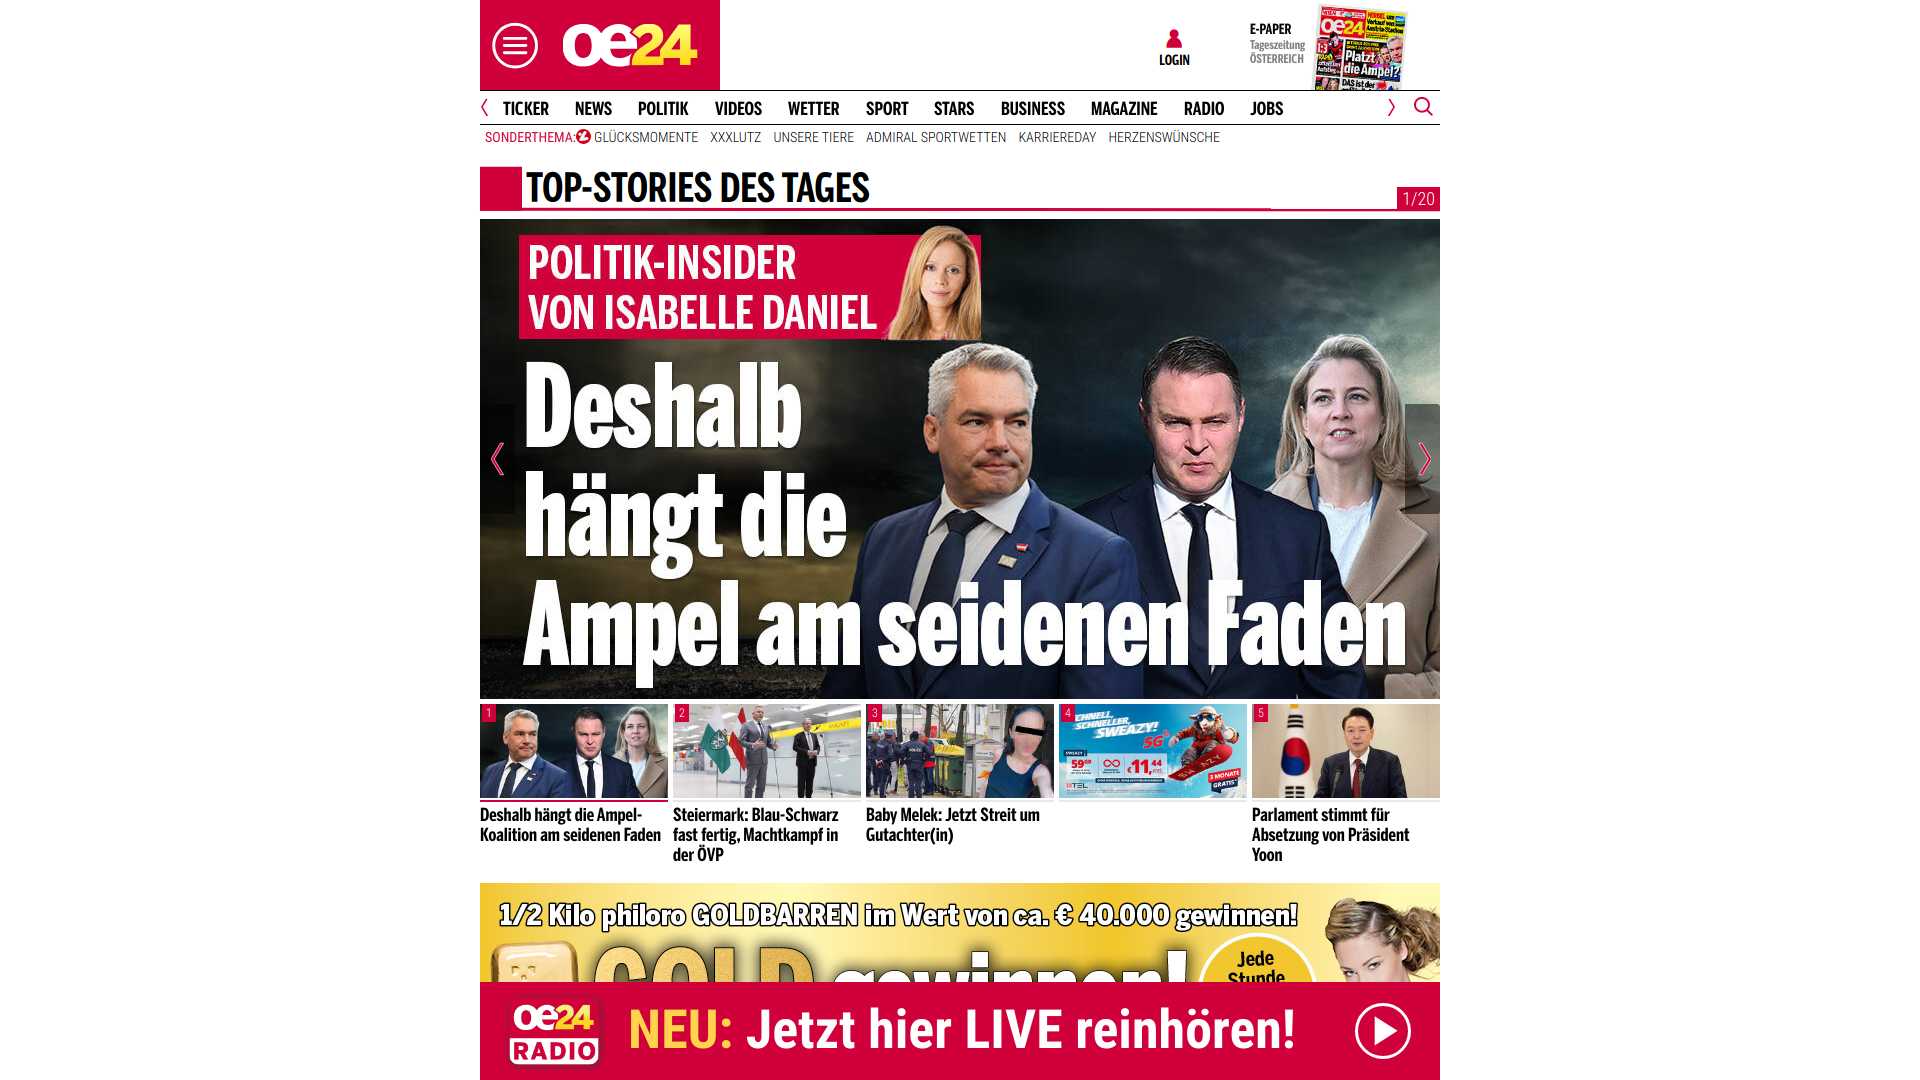 oe24
LOGIN
E-PAPER
Tageszeitung
ÖSTERREICH
oe24
Platzt
die Ampel?
TICKER NEWS POLITIK VIDEOS WETTER SPORT STARS BUSINESS MAGAZINE RADIO JOBS
SONDERTHEMA: GLÜCKSMOMENTE XXXLUTZ UNSERE TIERE ADMIRAL SPORTWETTEN KARRIEREDAY HERZENSWÜNSCHE
TOP-STORIES DES TAGES
1/20
POLITIK-INSIDER
VON ISABELLE DANIEL
Deshalb
hängt die
Ampel am seidenen Faden
1
2
3
4
5
SCHNELL,
SCHNELLER,
SWEAZY!
5G
€11,44
3 MONATE
GRATIS*
SWEAZY
Deshalb hängt die Ampel-
Koalition am seidenen Faden
Steiermark: Blau-Schwarz
fast fertig, Machtkampf in
der ÖVP
Baby Melek: Jetzt Streit um
Gutachter(in)
Parlament stimmt für
Absetzung von Präsident
Yoon
1/2 Kilo philoro GOLDBARREN im Wert von ca. € 40.000 gewinnen!
GOLD gewinnen!
Jede
Stunde
oe24
RADIO
NEU: Jetzt hier LIVE reinhören!